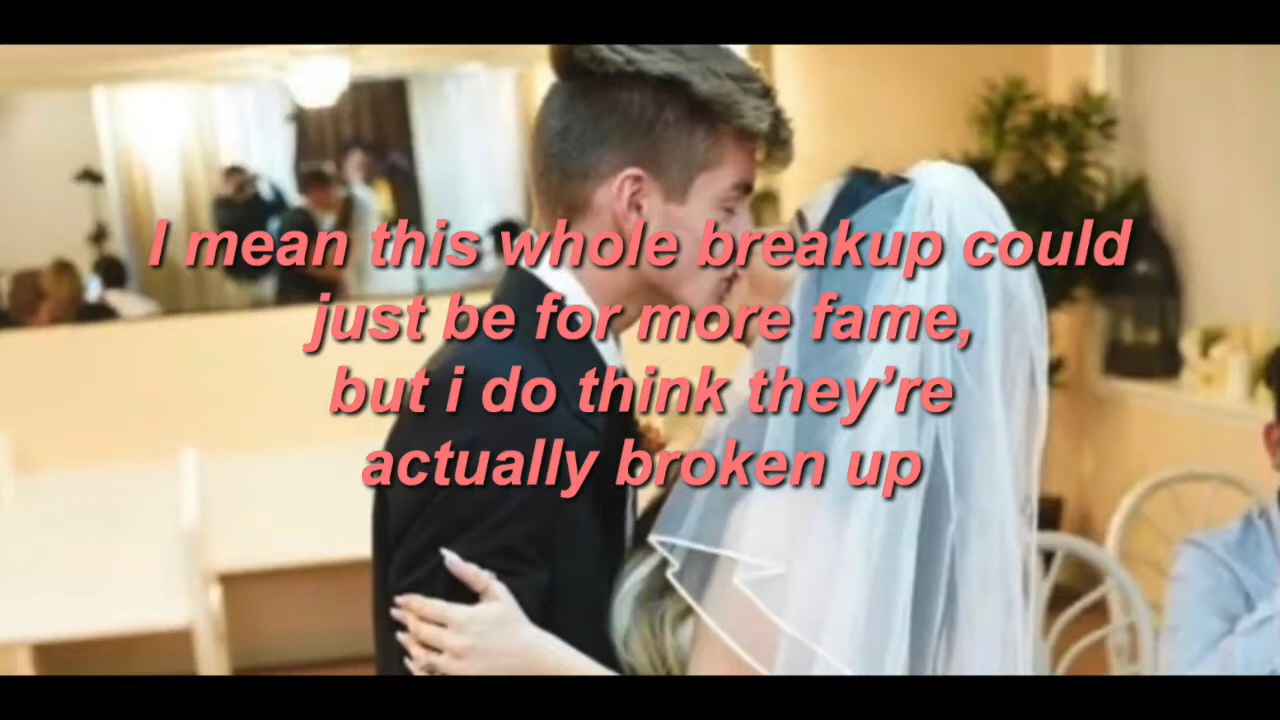 I mean this whole breakup could
just be for more fame,
but i do think they’re
actually broken up